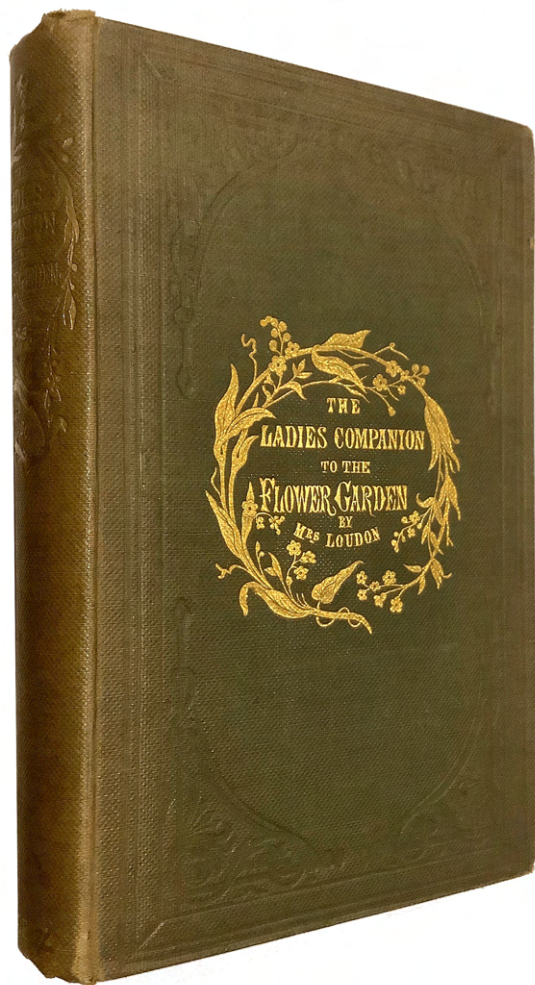 THE
LADIES COMPANION
TO THE
FLOWER GARDEN
BY
MRS LOUDON